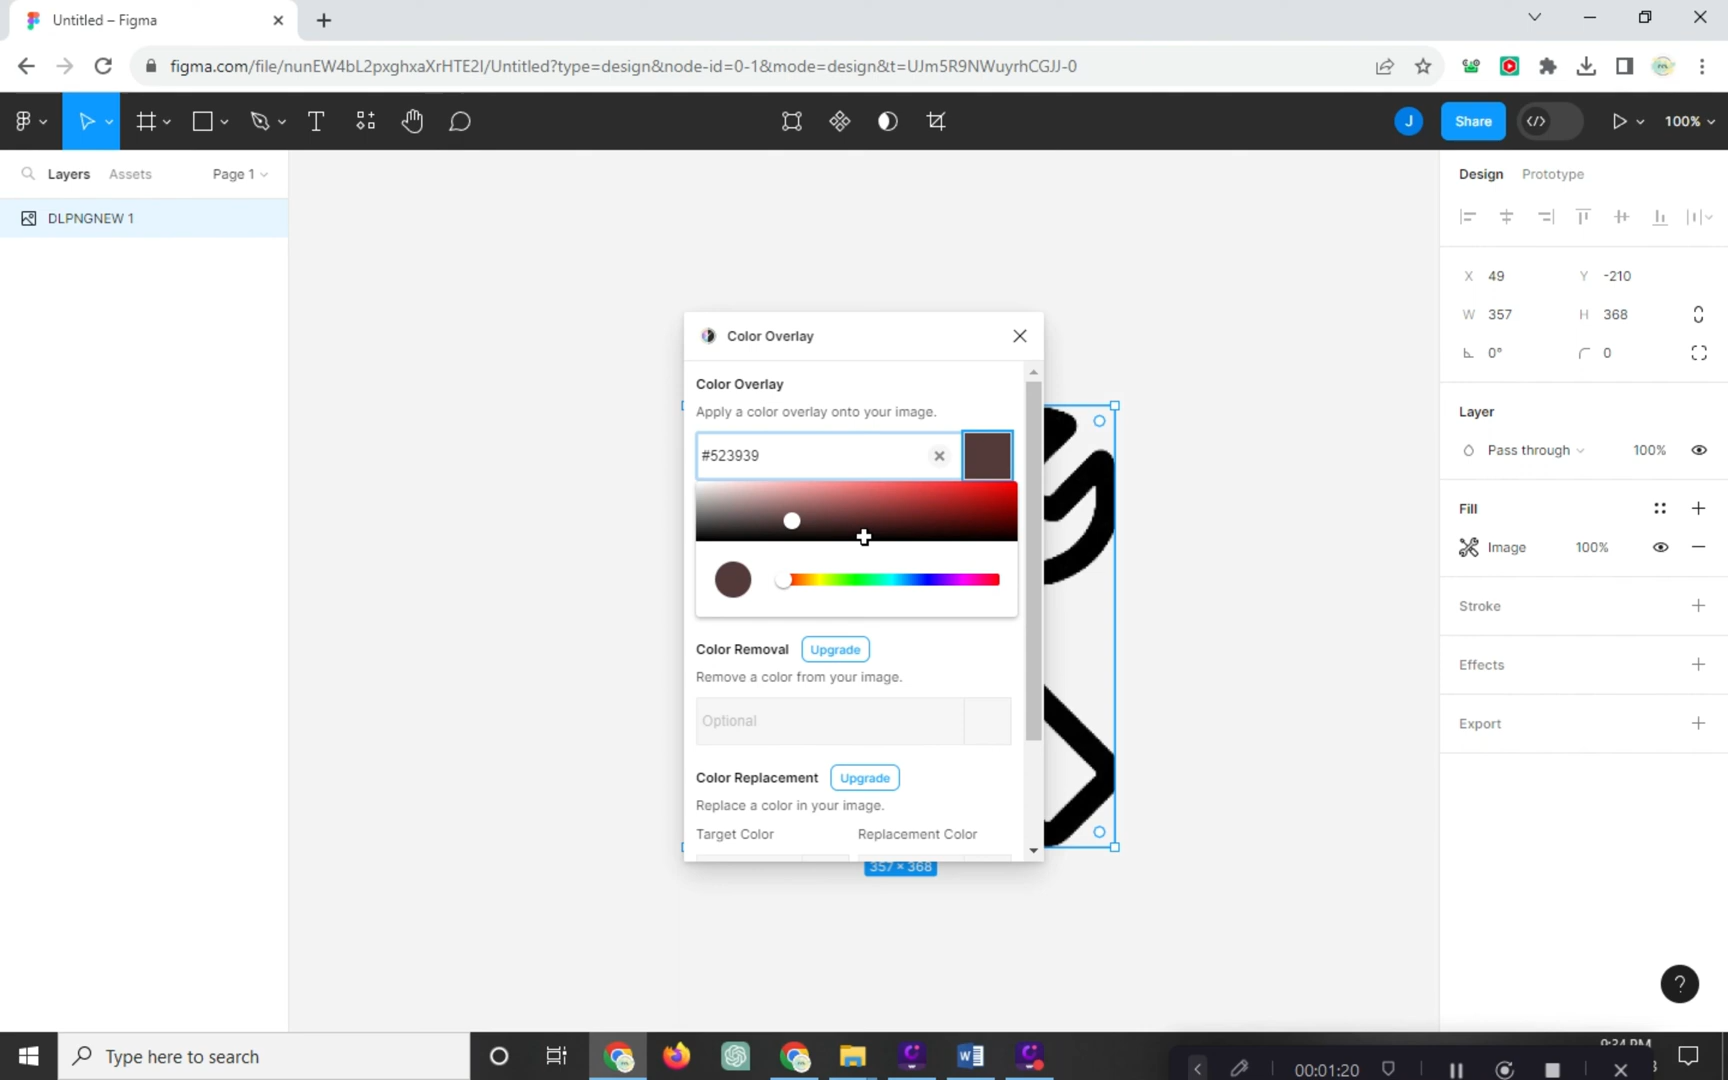 Untitled – Figma
figma.com/file/nunEW4bL2pxghxaXrHTE2I/Untitled?type=design&node-id=0-1&mode=design&t=UJm5R9NWuyrhCGJJ-0
J
Share
100%
Layers
Assets
Page 1
DLPNGNEW 1
Design
Prototype
X 49
Y -210
W 357
H 368
0°
0
Layer
Pass through
100%
Fill
Image
100%
Stroke
Effects
Export
Color Overlay
Color Overlay
Apply a color overlay onto your image.
#523939
Color Removal
Upgrade
Remove a color from your image.
Optional
Color Replacement
Upgrade
Replace a color in your image.
Target Color
Replacement Color
357 × 368
?
Type here to search
9:34 PM
00:01:20